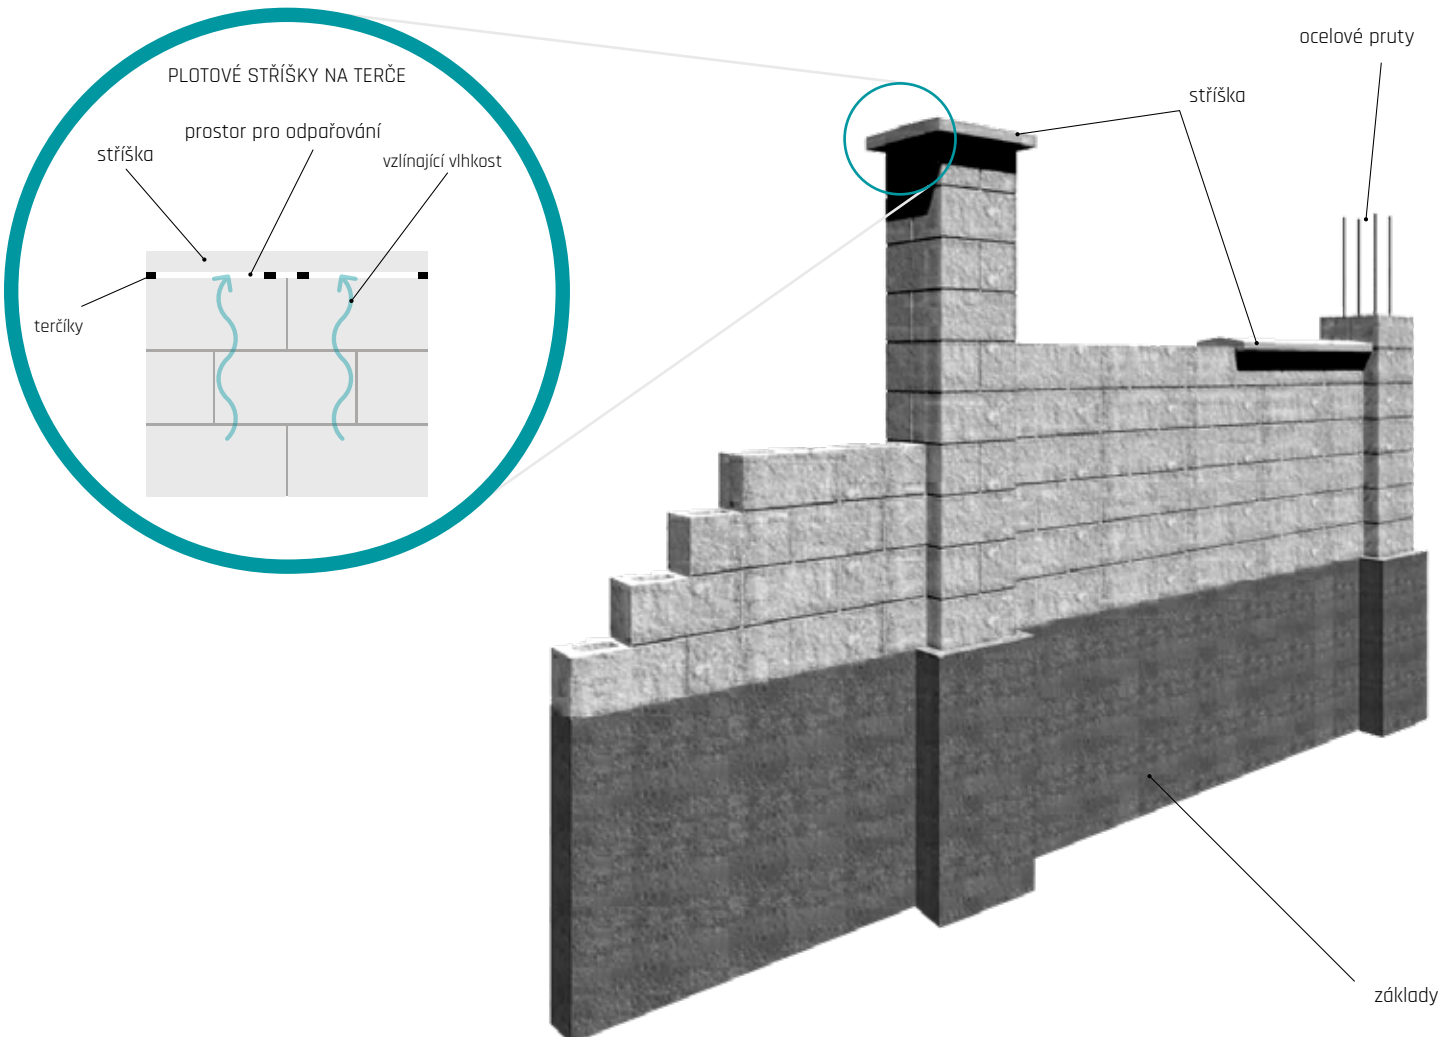 PLOTOVÉ STŘÍŠKY NA TERČE
prostor pro odpařování
stříška
vzlínající vlhkost
terčíky
ocelové pruty
stříška
základy